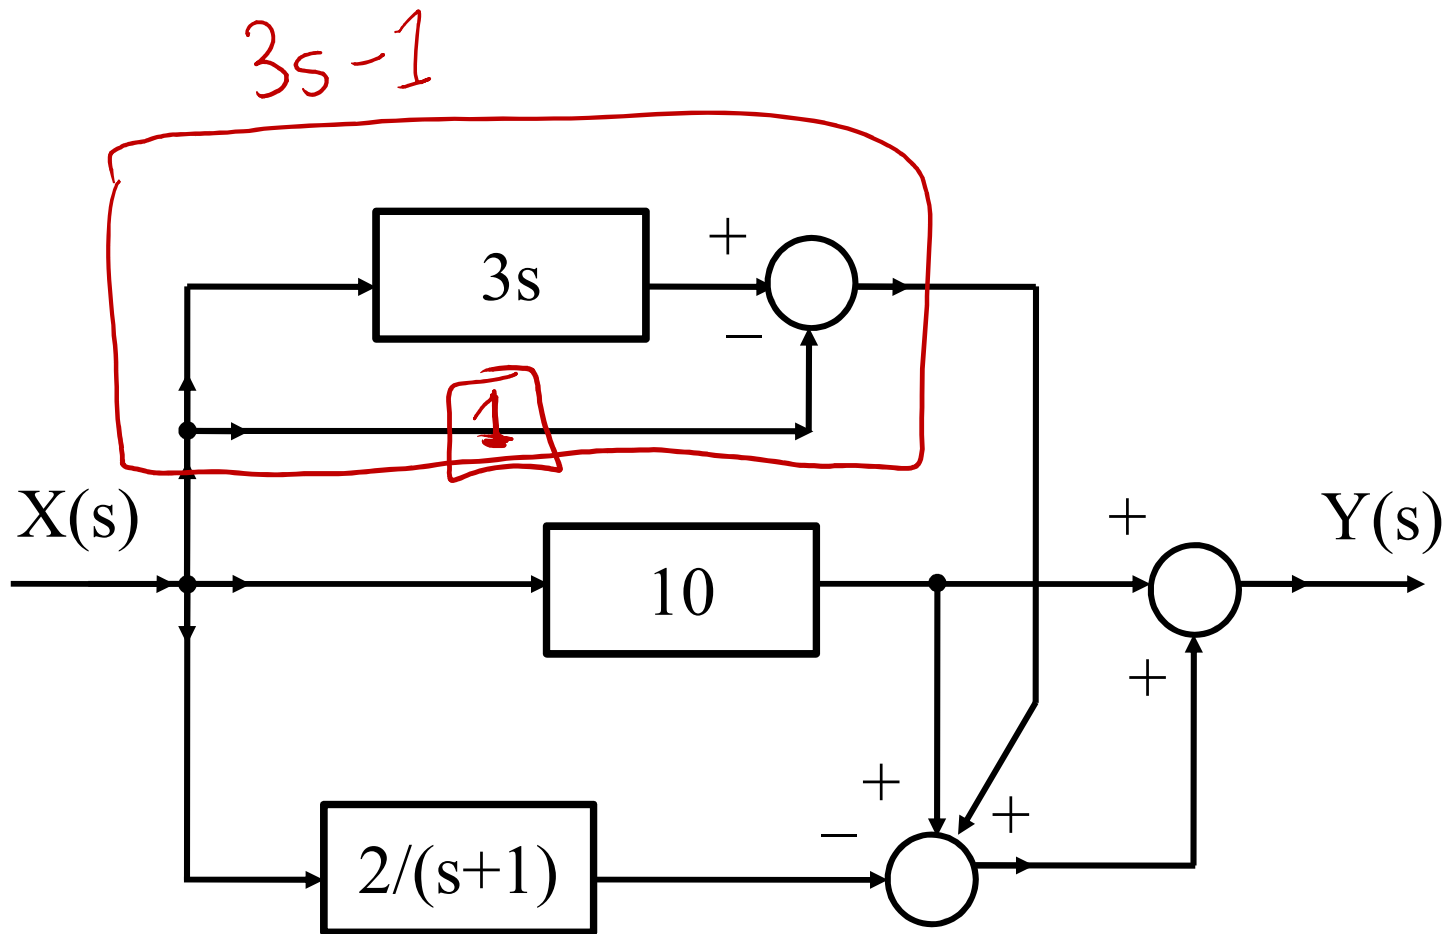 3s-1
+
3s
−
1
X(s)
+
Y(s)
10
+
+
+
−
2/(s+1)